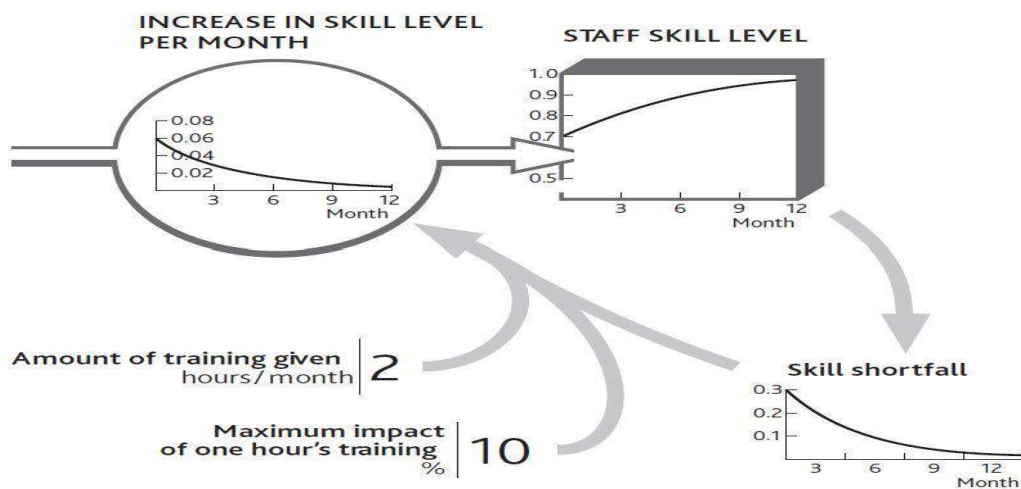 INCREASE IN SKILL LEVEL
PER MONTH
0.08
0.06
0.04
0.02
3 6 9 12
Month
STAFF SKILL LEVEL
1.0
0.9
0.8
0.7
0.5
3 6 9 12
Month
Amount of training given
hours/month
2
Maximum impact
of one hour's training
%
10
Skill shortfall
0.3
0.2
0.1
3 6 9 12
Month